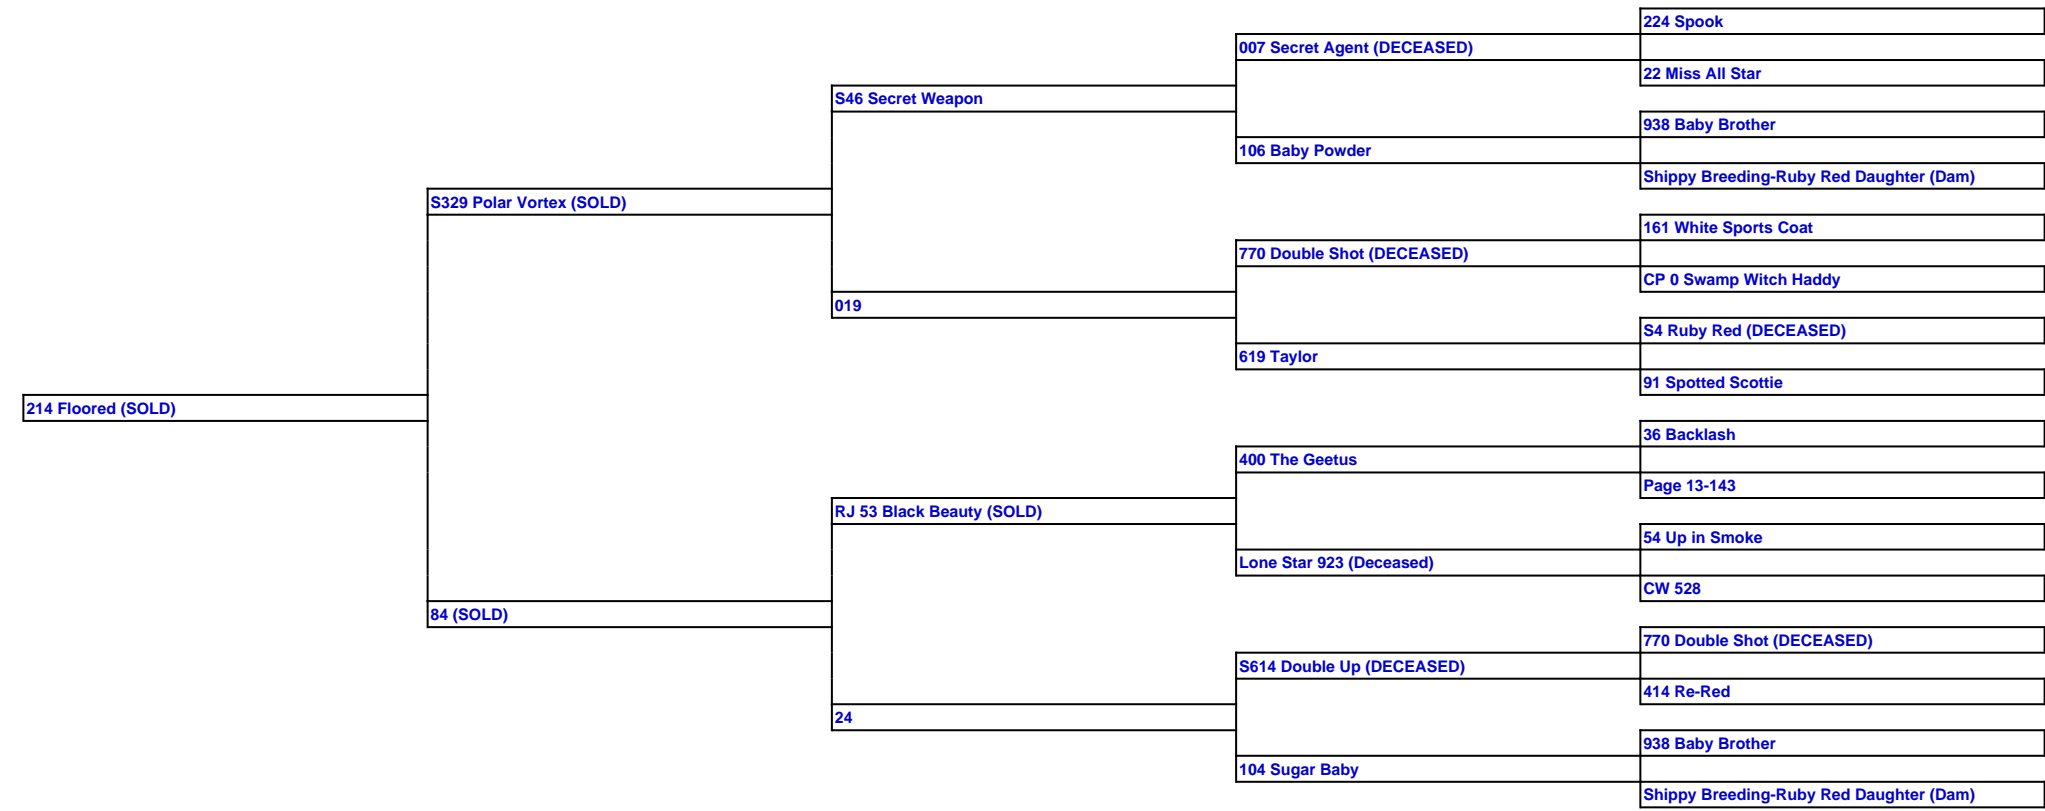 224 Spook
007 Secret Agent (DECEASED)
22 Miss All Star
S46 Secret Weapon
938 Baby Brother
106 Baby Powder
Shippy Breeding-Ruby Red Daughter (Dam)
S329 Polar Vortex (SOLD)
161 White Sports Coat
770 Double Shot (DECEASED)
CP 0 Swamp Witch Haddy
019
S4 Ruby Red (DECEASED)
619 Taylor
91 Spotted Scottie
214 Floored (SOLD)
36 Backlash
400 The Geetus
Page 13-143
RJ 53 Black Beauty (SOLD)
54 Up in Smoke
Lone Star 923 (Deceased)
CW 528
84 (SOLD)
770 Double Shot (DECEASED)
S614 Double Up (DECEASED)
414 Re-Red
24
938 Baby Brother
104 Sugar Baby
Shippy Breeding-Ruby Red Daughter (Dam)